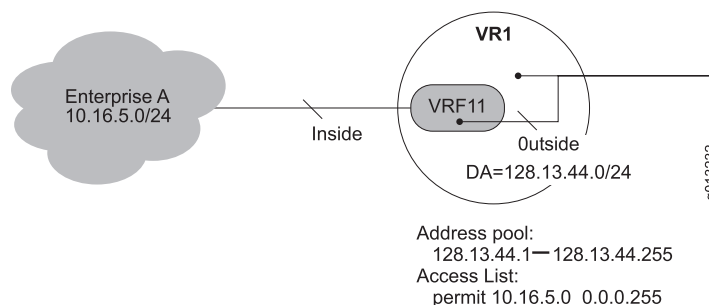 VR1
Enterprise A
10.16.5.0/24
VRF11
Inside
0utside
DA=128.13.44.0/24
Address pool:
128.13.44.1—128.13.44.255
Access List:
permit 10.16.5.0 0.0.0.255